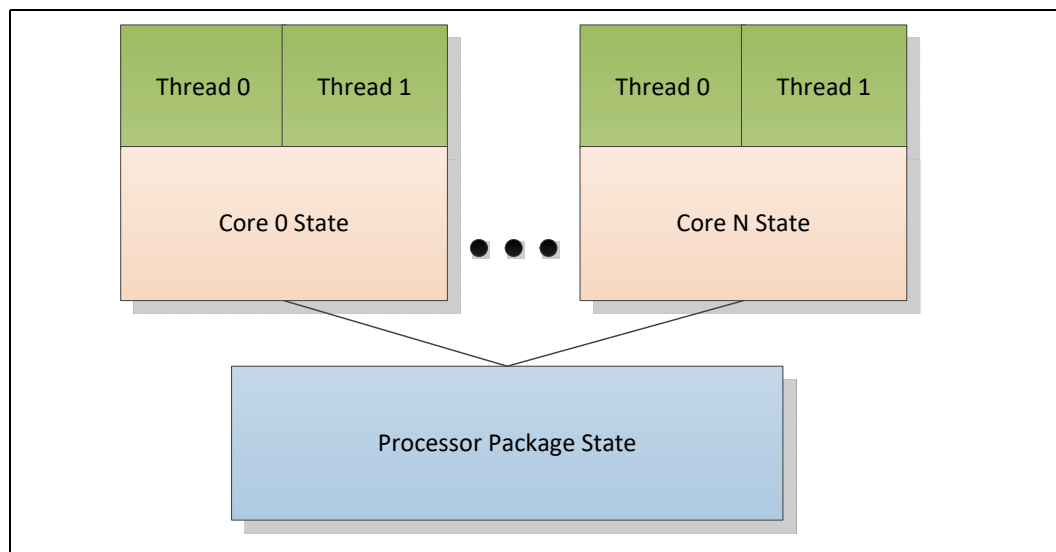 Thread 0 Thread 1 Thread 0 Thread 1
Core 0 State Core N State
Processor Package State